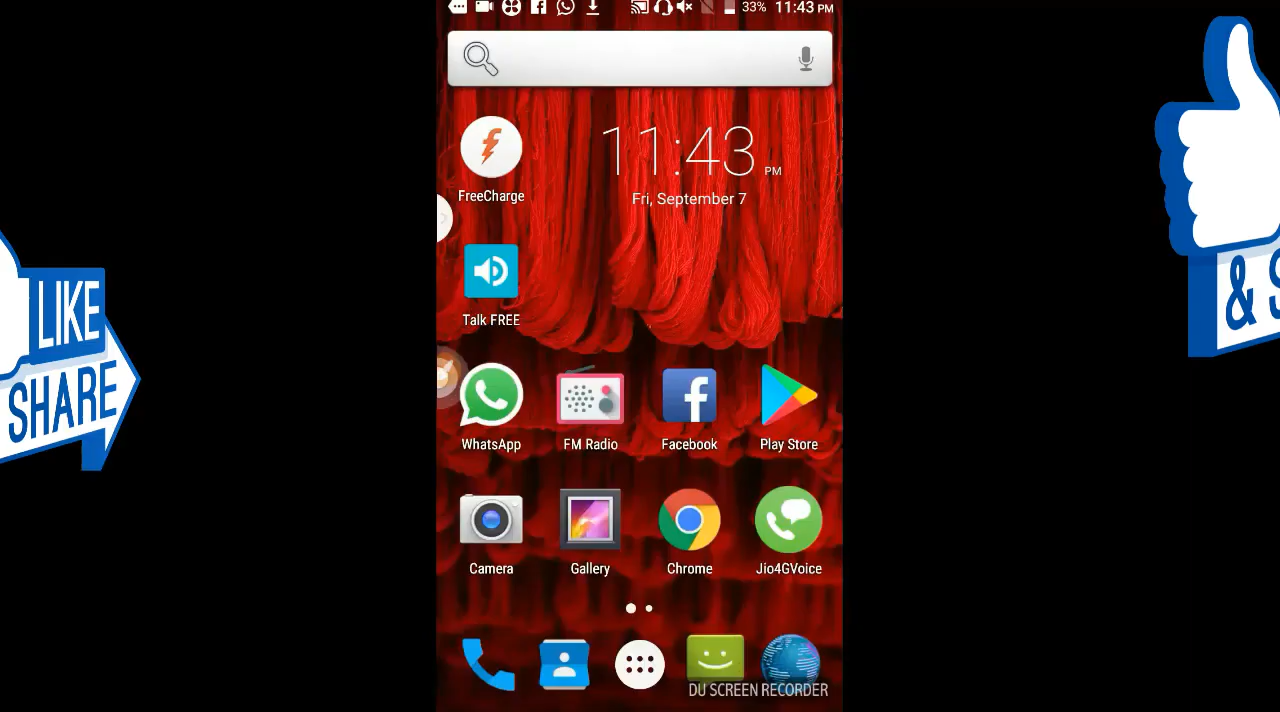 33% 11:43 PM
FreeCharge
11:43 PM
Fri, September 7
Talk FREE
LIKE
SHARE
& S
WhatsApp FM Radio Facebook Play Store
Camera Gallery Chrome Jio4GVoice
DU SCREEN RECORDER